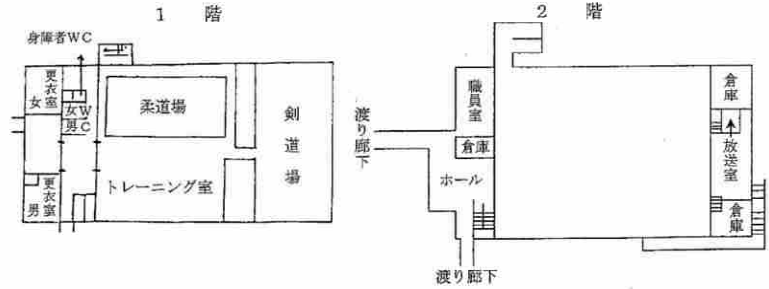 1 階
身障者WC
更衣室
女
女W
男C
柔道場
剣道場
トレーニング室
更衣室
男
2 階
職員室
倉庫
渡り廊下
倉庫
放送室
ホール
倉庫
渡り廊下